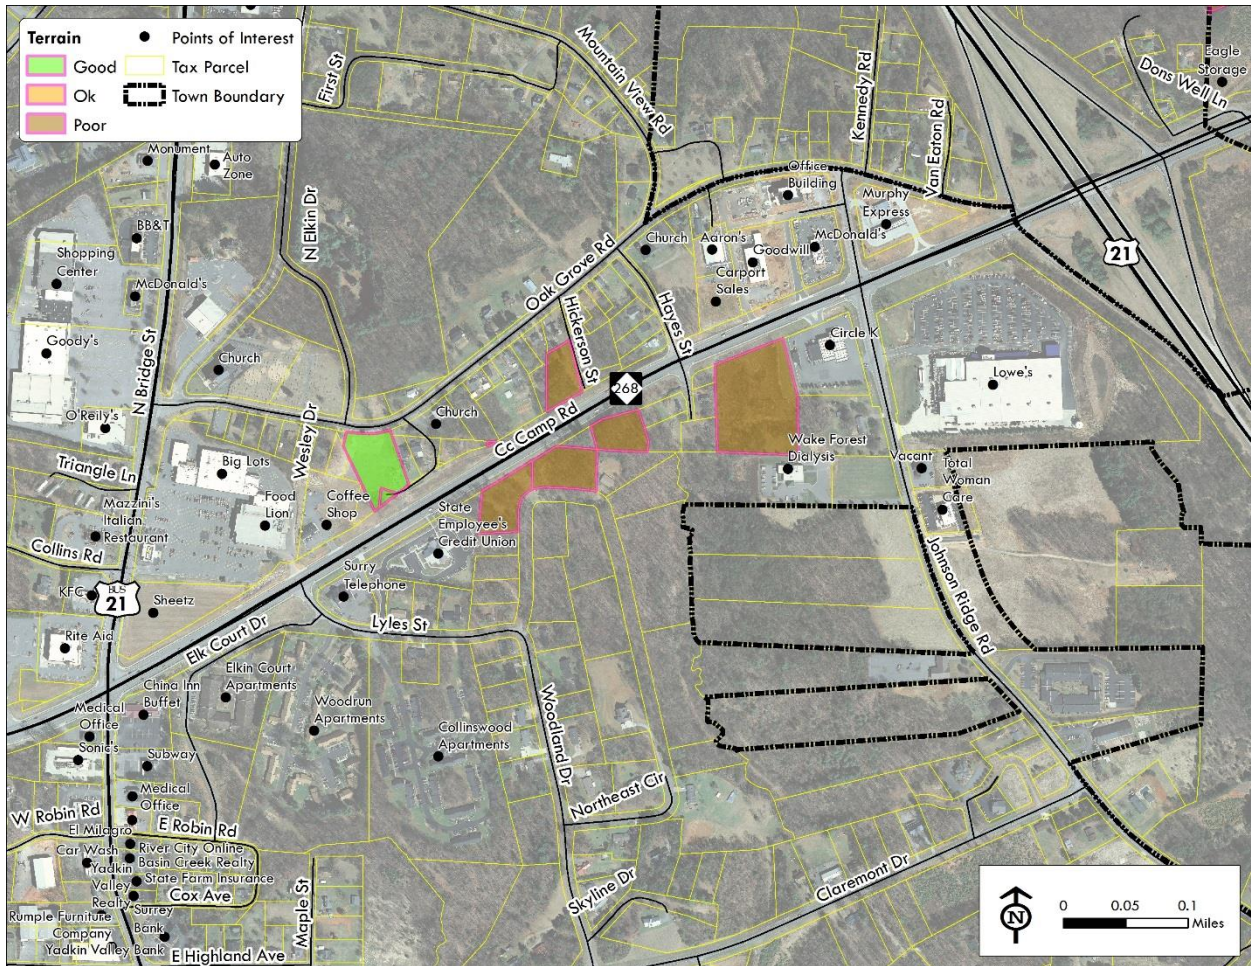 Terrain
Good
Ok
Poor
Points of Interest
Tax Parcel
Town Boundary
First St
Mountain View Rd
Kennedy Rd
Van Eaton Rd
Dons Well Ln
Eagle
Storage
Monument
Auto
Zone
N Elkin Dr
Office
Building
Murphy
Express
BB&T
Shopping
Center
McDonald's
Goody's
N Bridge St
Church
O'Reily's
Oak Grove Rd
Church
Aaron's
Goodwill
McDonald's
Carport
Sales
21
Hickerson St
Hayes St
Circle K
Lowe's
268
Cc Camp Rd
Church
Wesley Dr
Triangle Ln
Big Lots
Food
Lion
Coffee
Shop
Mazzini's
Italian
Restaurant
Collins Rd
State
Employee's
Credit Union
Wake Forest
Dialysis
Vacant
Total
Woman
Care
Johnson Ridge Rd
KFC
BUS
21
Sheetz
Surry
Telephone
Rite Aid
Elk Court Dr
Lyles St
Elkin Court
Apartments
China Inn
Buffet
Medical
Office
Sonic's
Subway
Woodrun
Apartments
Collinswood
Apartments
Woodland Dr
Medical
Office
W Robin Rd
E Robin Rd
El Milagro
River City Online
Car Wash
Basin Creek Realty
Yadkin
Valley
Realty
State Farm Insurance
Cox Ave
Surrey
Bank
Rumple Furniture
Company
Yadkin Valley Bank
E Highland Ave
Maple St
Northeast Cir
Skyline Dr
Claremont Dr
N
0 0.05 0.1
Miles